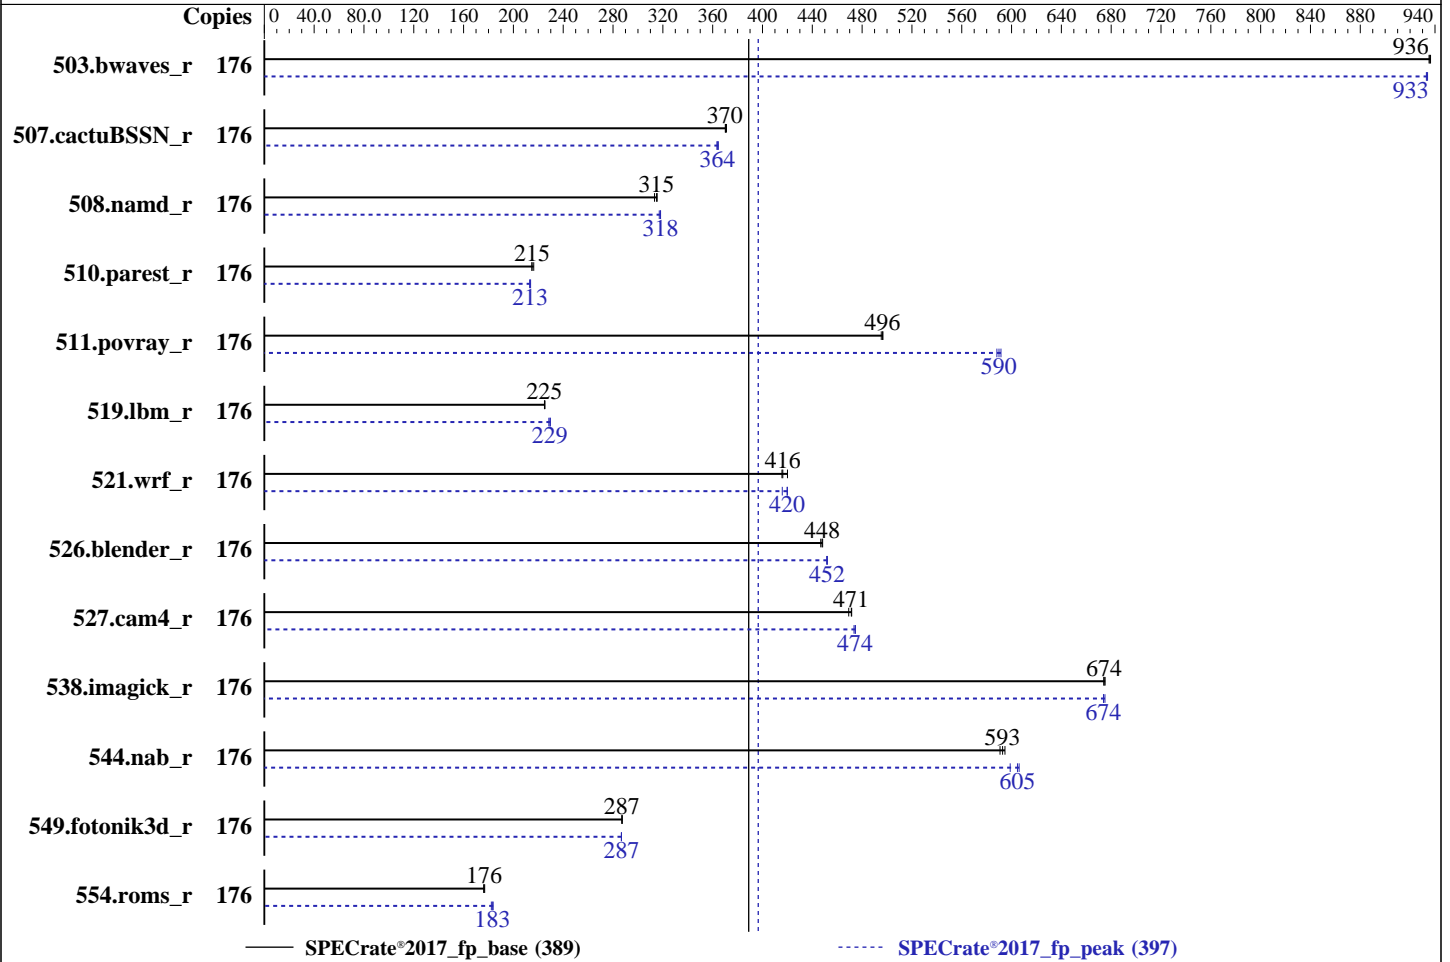 Copies 0 40.0 80.0 120 160 200 240 280 320 360 400 440 480 520 560 600 640 680 720 760 800 840 880 940
503.bwaves_r 176 936
933
507.cactuBSSN_r 176 370
364
508.namd_r 176 315
318
510.parest_r 176 215
213
511.povray_r 176 496
590
519.lbm_r 176 225
229
521.wrf_r 176 416
420
526.blender_r 176 448
452
527.cam4_r 176 471
474
538.imagick_r 176 674
674
544.nab_r 176 593
605
549.fotonik3d_r 176 287
287
554.roms_r 176 176
183
SPECrate®2017_fp_base (389) SPECrate®2017_fp_peak (397)